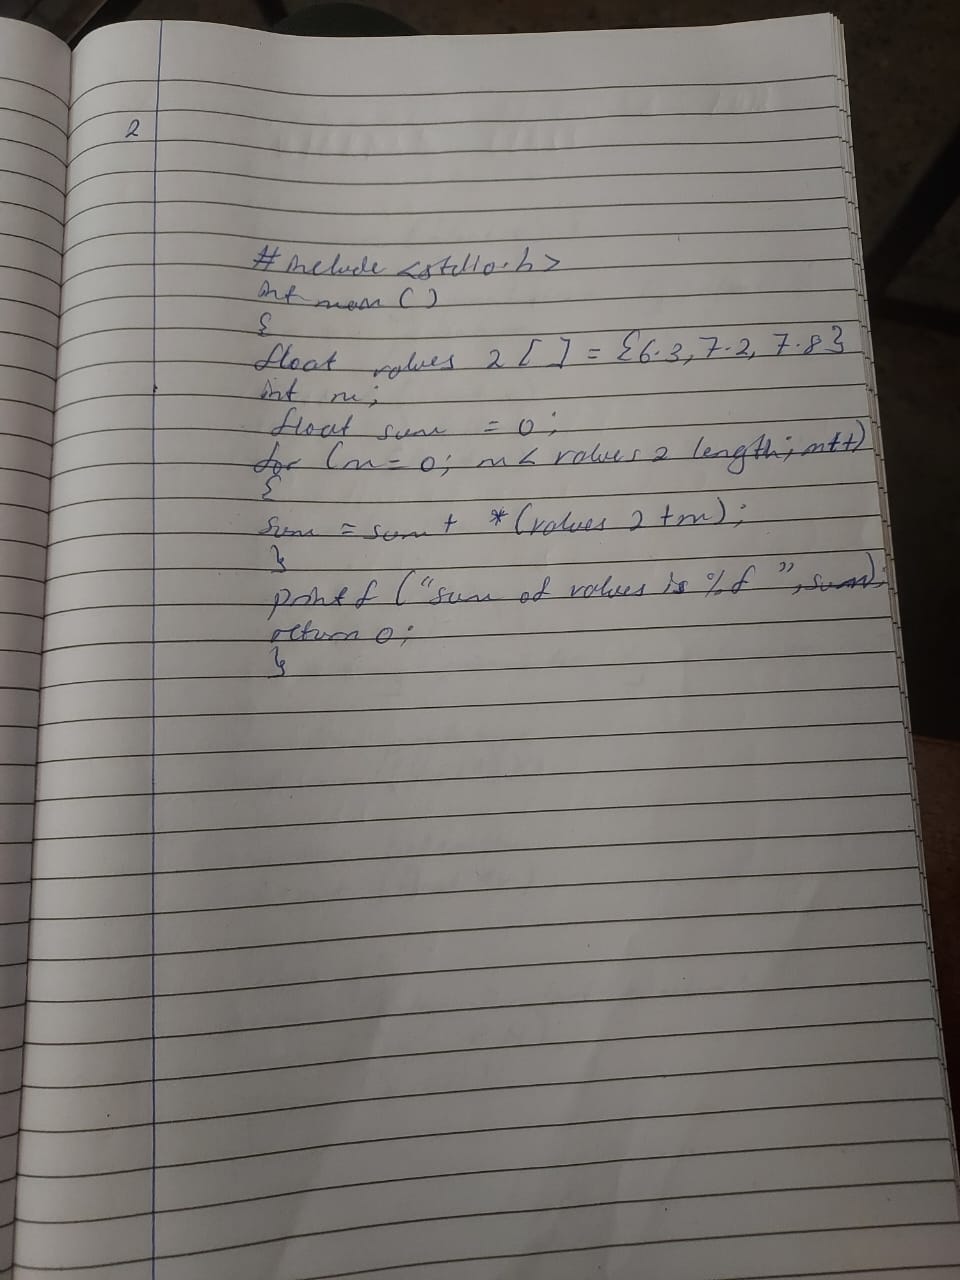 2
#include <stdlo.h>
int main ( )
{
float values 2 [ ] = {6.3, 7.2, 7.8}
int m;
float sum = 0;
for (m = 0; m < values 2 length; m++)
{
sum = sum + *(values 2 + m);
}
printf ("sum of values is %f ", sum);
return 0;
}